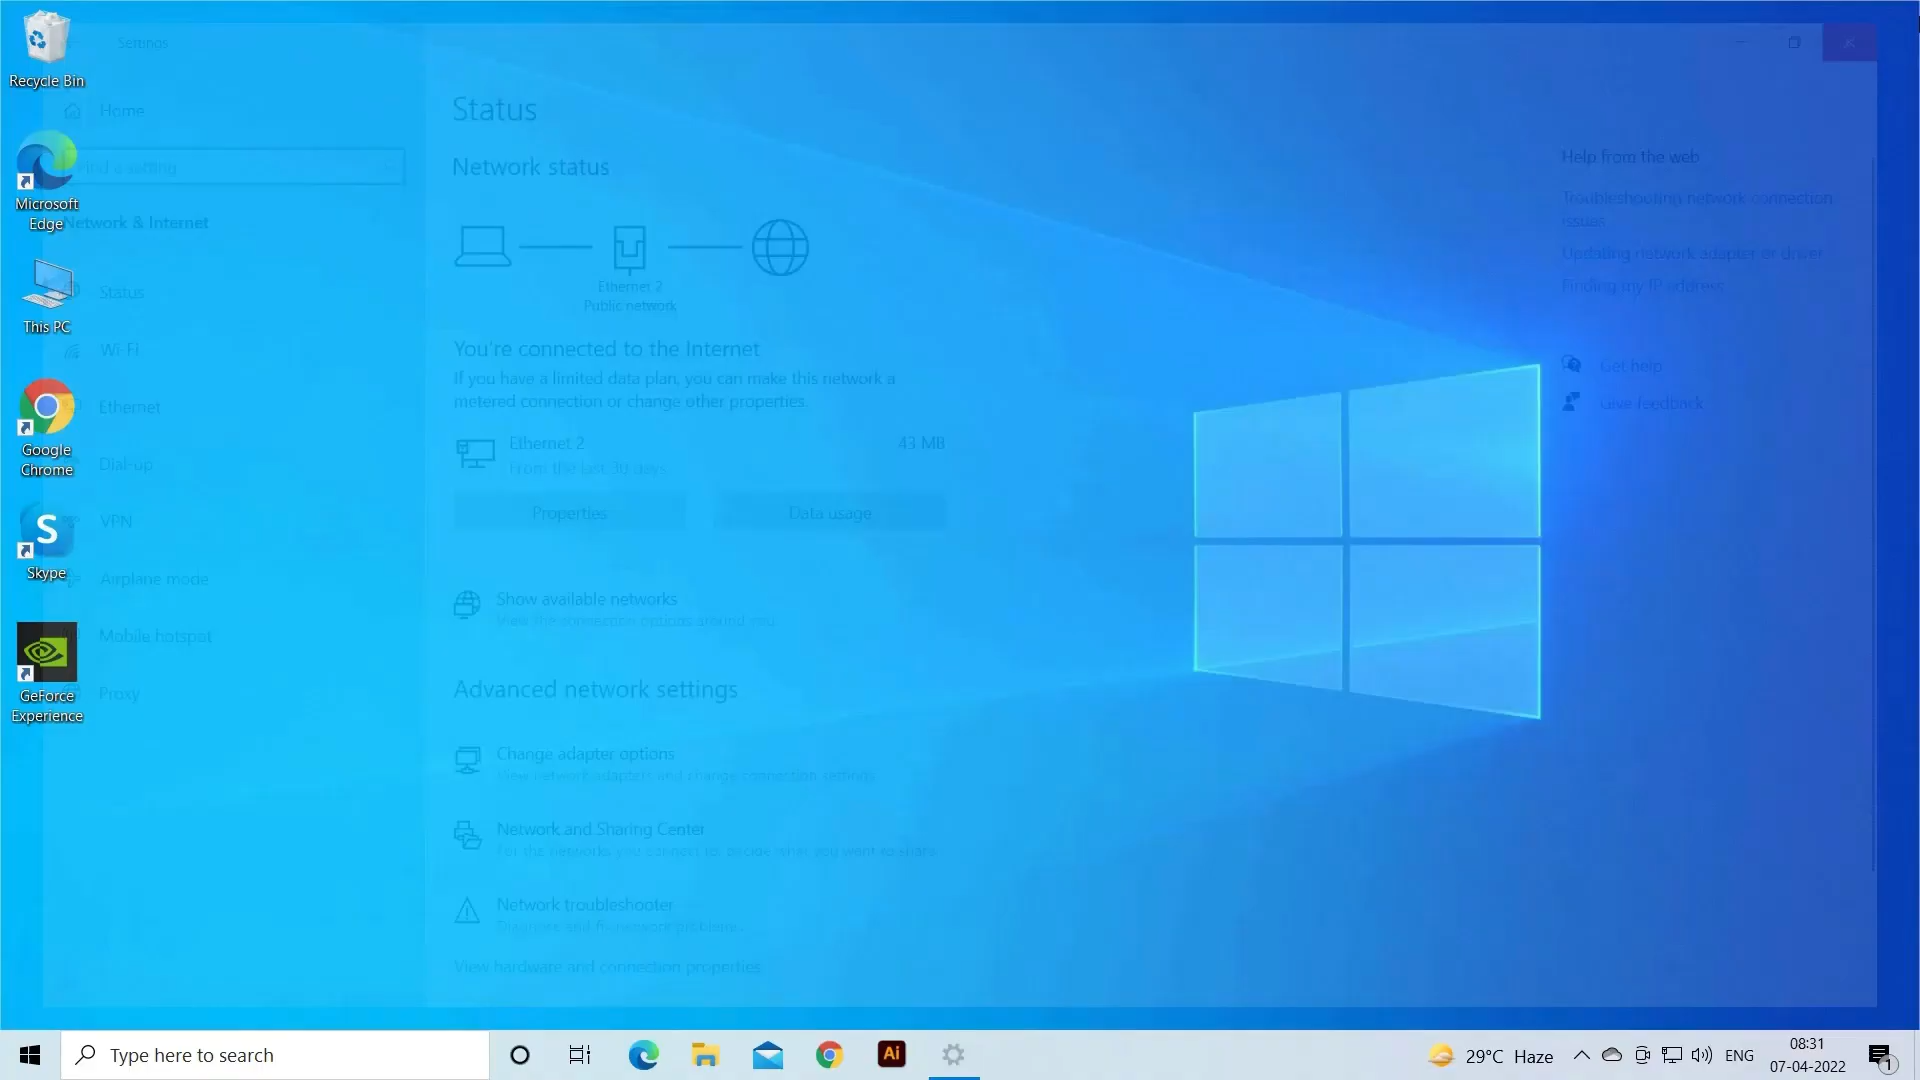 Recycle Bin
Microsoft
Edge
This PC
Google
Chrome
S
Skype
GeForce
Experience
Settings
Home
Find a setting
Network & Internet
Status
Wi-Fi
Ethernet
Dial-up
VPN
Airplane mode
Mobile hotspot
Proxy
Status
Network status
Ethernet 2
Public network
You're connected to the Internet
If you have a limited data plan, you can make this network a
metered connection or change other properties.
Ethernet 2
43 MB
From the last 30 days
Properties
Data usage
Show available networks
View the connection options around you.
Advanced network settings
Change adapter options
View network adapters and change connection settings.
Network and Sharing Center
For the networks you connect to, decide what you want to share.
Network troubleshooter
Diagnose and fix network problems.
View hardware and connection properties
Help from the web
Troubleshooting network connection
issues
Updating network adapter or driver
Finding my IP address
Get help
Give feedback
Type here to search
Ai
29°C Haze
ENG
08:31
07-04-2022
1